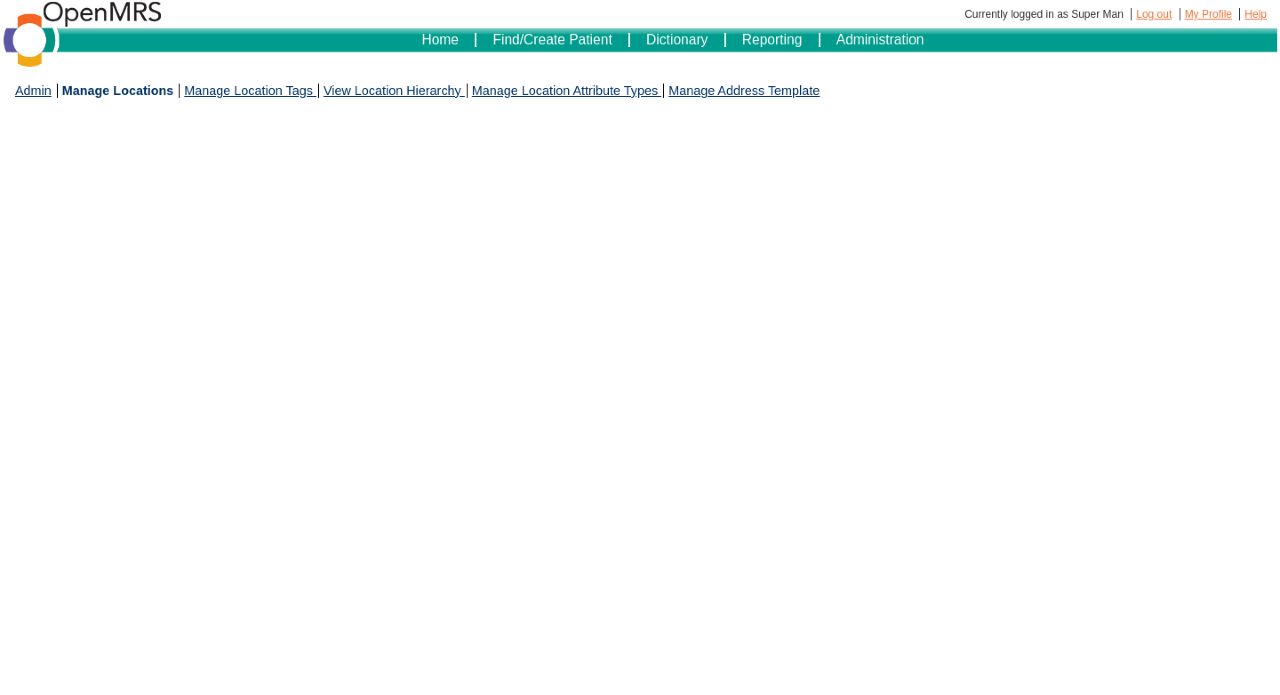 OpenMRS
Currently logged in as Super Man | Log out | My Profile | Help
Home | Find/Create Patient | Dictionary | Reporting | Administration
Admin | Manage Locations | Manage Location Tags | View Location Hierarchy | Manage Location Attribute Types | Manage Address Template